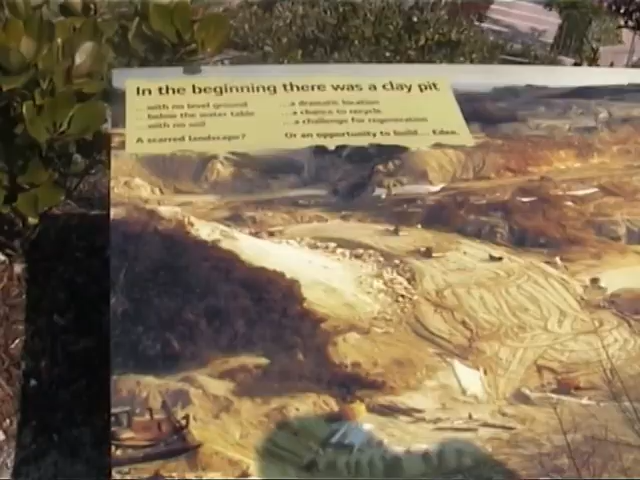 In the beginning there was a clay pit
...with no level ground
...below the water table
...with no soil
A scarred landscape?
...a dramatic location
...a chance to recycle
...a challenge for regeneration
Or an opportunity to build.... Eden.